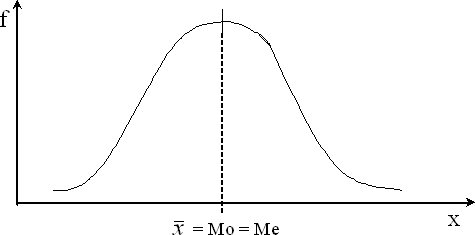 f
x
x̅ = Mo = Me